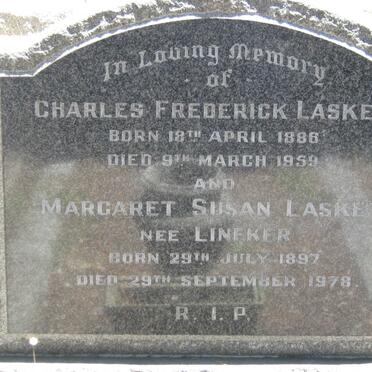 In Loving Memory
- of -
CHARLES FREDERICK LASKE
BORN 18TH APRIL 1886
DIED 9TH MARCH 1959
AND
MARGARET SUSAN LASKE
NEE LINEKER
BORN 29TH JULY 1897
DIED 29TH SEPTEMBER 1978.
R.I.P.